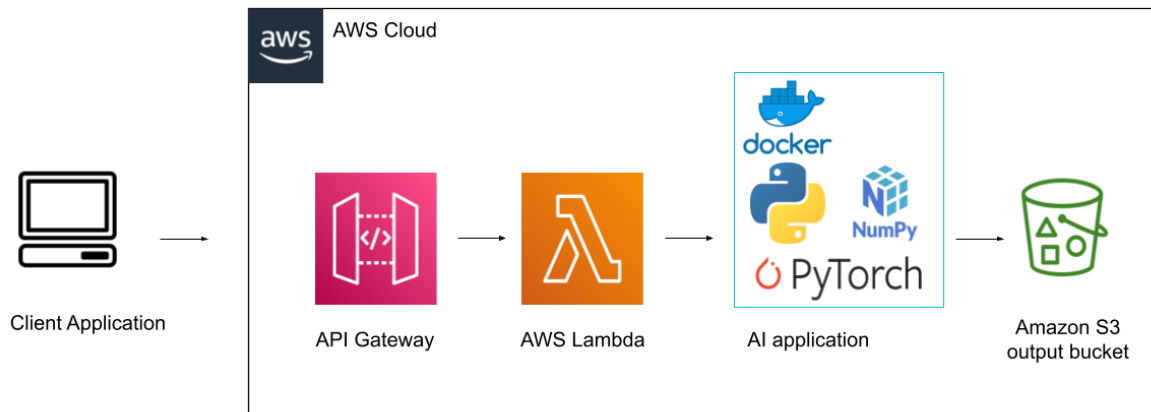 aws
AWS Cloud
docker
NumPy
PyTorch
</>
Client Application
API Gateway
AWS Lambda
AI application
Amazon S3
output bucket